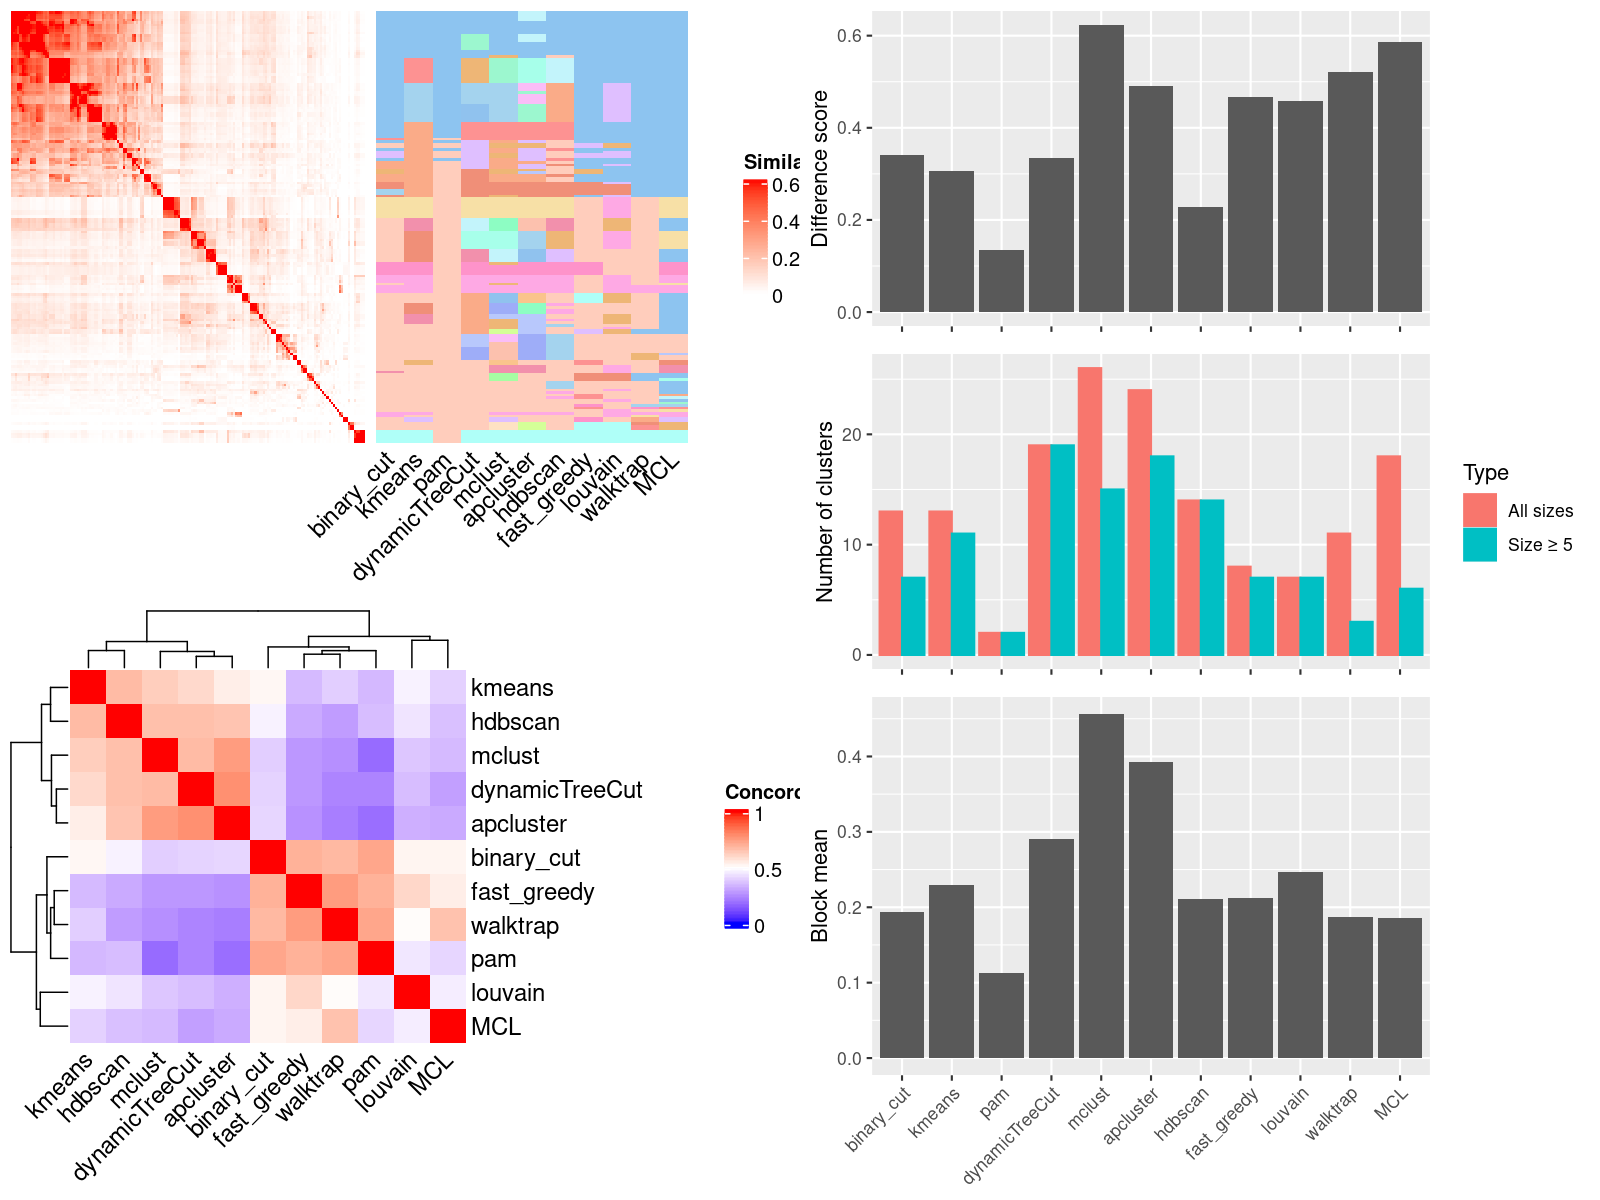 Simila
0.6
0.4
0.2
0
binary_cut
kmeans
pam
dynamicTreeCut
mclust
apcluster
hdbscan
fast_greedy
louvain
walktrap
MCL
kmeans
hdbscan
mclust
dynamicTreeCut
apcluster
binary_cut
fast_greedy
walktrap
pam
louvain
MCL
kmeans
hdbscan
mclust
dynamicTreeCut
apcluster
binary_cut
fast_greedy
walktrap
pam
louvain
MCL
Concord
1
0.5
0
Difference score
0.6
0.4
0.2
0.0
Number of clusters
20
10
0
Type
All sizes
Size ≥ 5
Block mean
0.4
0.3
0.2
0.1
0.0
binary_cut
kmeans
pam
dynamicTreeCut
mclust
apcluster
hdbscan
fast_greedy
louvain
walktrap
MCL